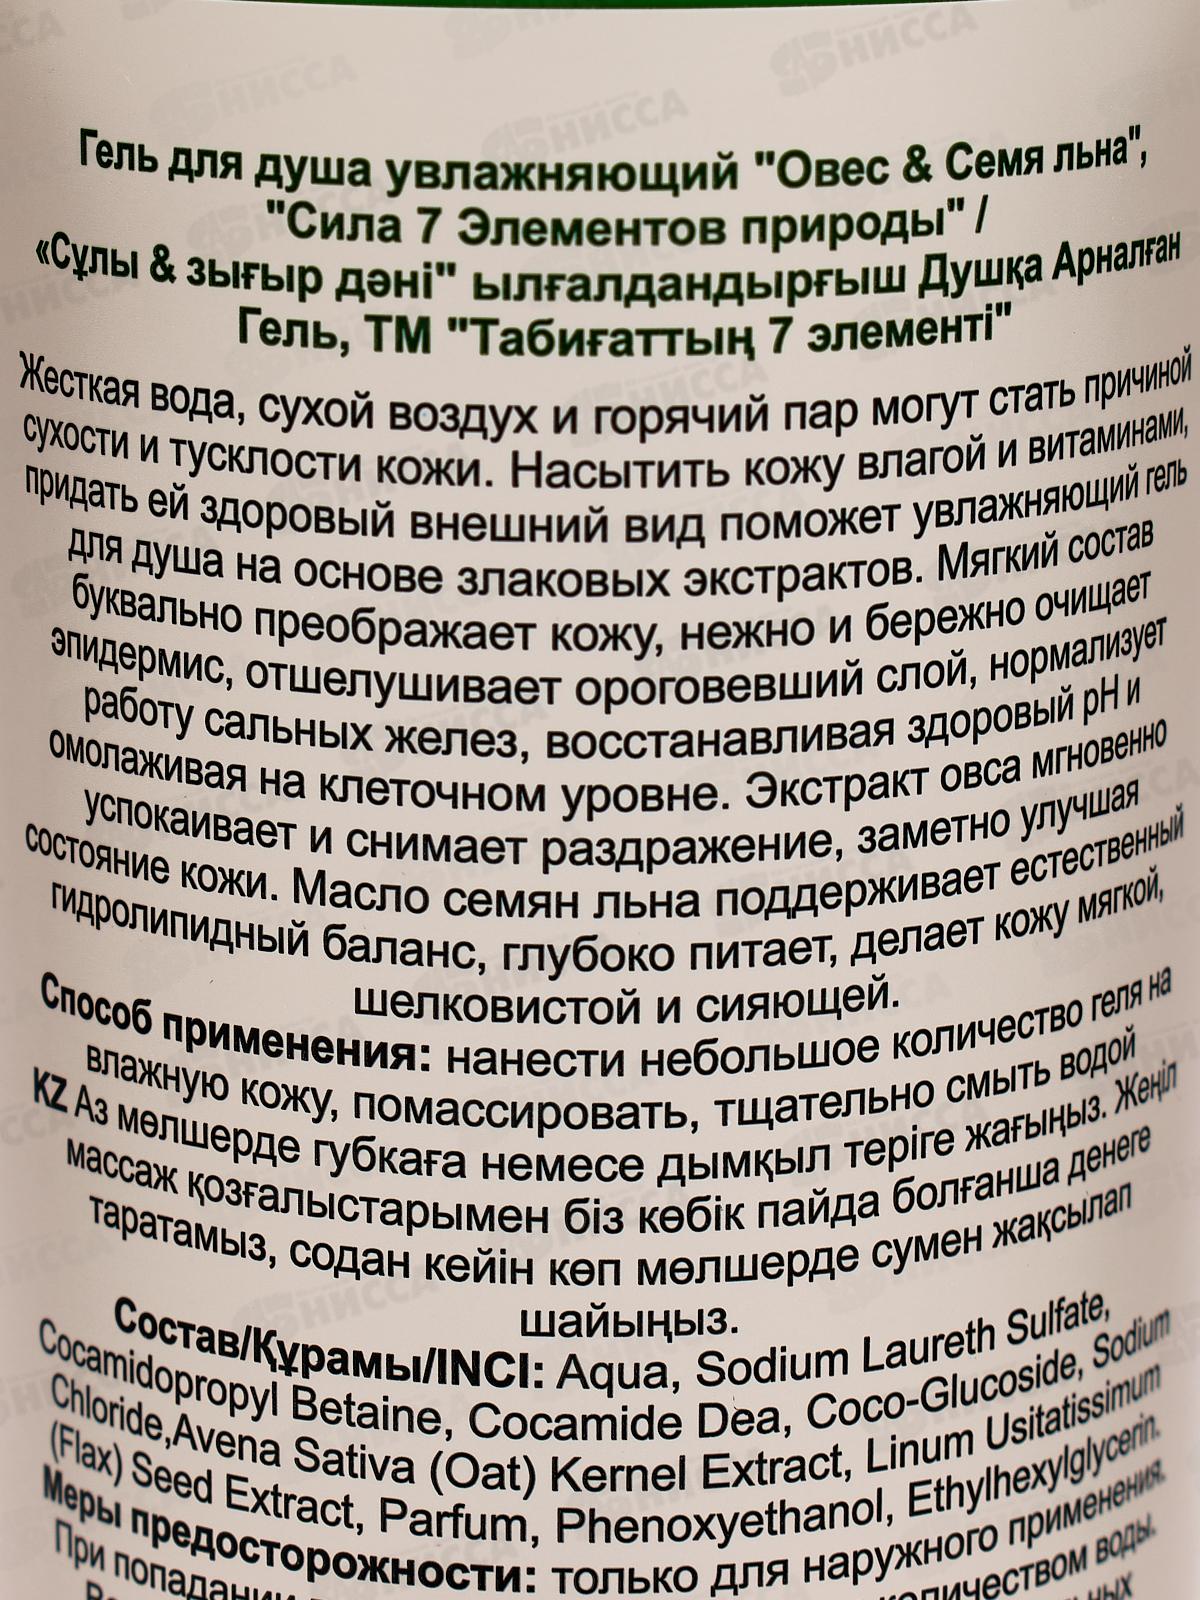 Гель для душа увлажняющий "Овес & Семя льна",
"Сила 7 Элементов природы" /
«Сұлы & зығыр дәні" ылғалдандырғыш Душқа Арналған
Гель, ТМ "Табиғаттың 7 элементі"
Жесткая вода, сухой воздух и горячий пар могут стать причиной
сухости и тусклости кожи. Насытить кожу влагой и витаминами,
придать ей здоровый внешний вид поможет увлажняющий гель
для душа на основе злаковых экстрактов. Мягкий состав
буквально преображает кожу, нежно и бережно очищает
эпидермис, отшелушивает ороговевший слой, нормализует
работу сальных желез, восстанавливая здоровый pH и
омолаживая на клеточном уровне. Экстракт овса мгновенно
успокаивает и снимает раздражение, заметно улучшая
состояние кожи. Масло семян льна поддерживает естественный
гидролипидный баланс, глубоко питает, делает кожу мягкой,
шелковистой и сияющей.
Способ применения: нанести небольшое количество геля на
влажную кожу, помассировать, тщательно смыть водой
KZ Аз мөлшерде губкаға немесе дымқыл теріге жағыңыз. Жеңіл
массаж қозғалыстарымен біз көбік пайда болғанша денеге
таратамыз, содан кейін көп мөлшерде сумен жақсылап
шайыңыз.
Состав/Құрамы/INCI: Aqua, Sodium Laureth Sulfate,
Cocamidopropyl Betaine, Cocamide Dea, Coco-Glucoside, Sodium
Chloride,Avena Sativa (Oat) Kernel Extract, Linum Usitatissimum
(Flax) Seed Extract, Parfum, Phenoxyethanol, Ethylhexylglycerin.
Меры предосторожности: только для наружного применения.
При попадании количеством воды.